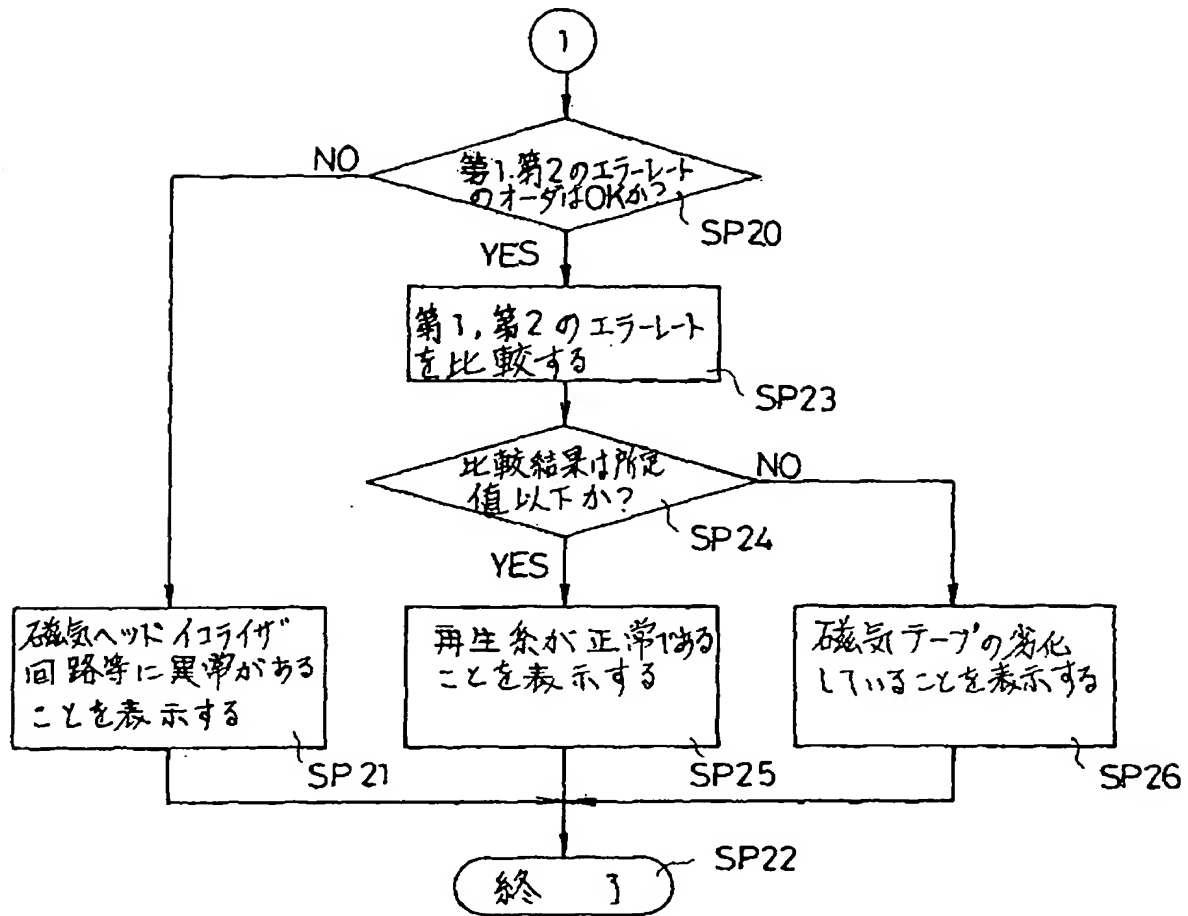 1
第1.第2のエラーレート
のオーダはOKか?
NO
SP20
YES
第1,第2のエラーレート
を比較する
SP23
比較結果は所定
値以下か?
NO
SP24
YES
磁気ヘッドイコライザ
回路等に異常がある
ことを表示する
SP21
再生系が正常である
ことを表示する
SP25
磁気テープの劣化
していることを表示する
SP26
終 了
SP22